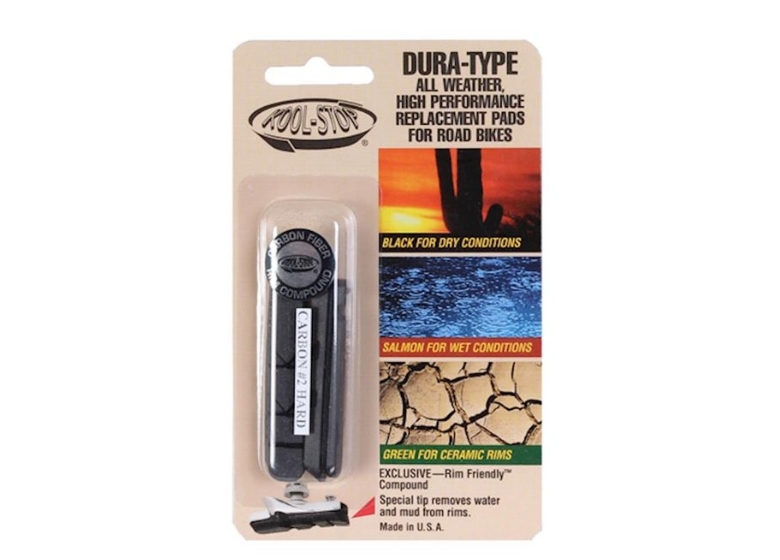 DURA-TYPE
ALL WEATHER,
HIGH PERFORMANCE
REPLACEMENT PADS
FOR ROAD BIKES
KOOL-STOP
®
BLACK FOR DRY CONDITIONS
SALMON FOR WET CONDITIONS
GREEN FOR CERAMIC RIMS
EXCLUSIVE—Rim Friendly™
Compound
Special tip removes water
and mud from rims.
Made in U.S.A.
CARBON FIBER
KOOL-STOP
RIM COMPOUND
CARBON #2 HARD